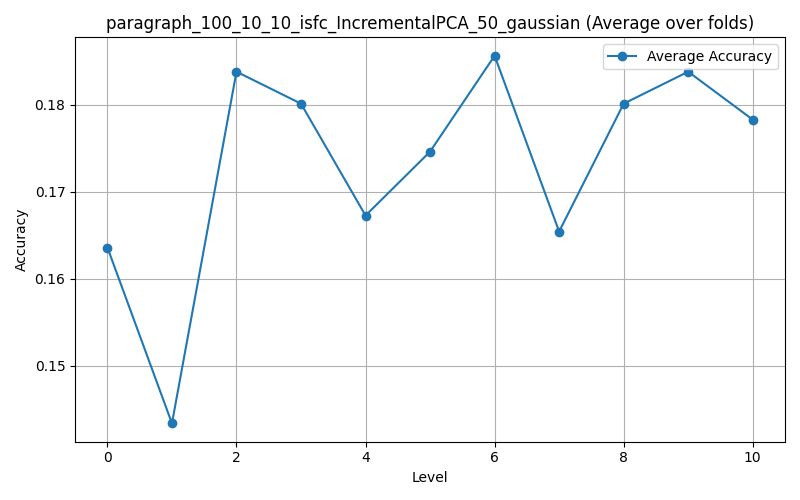 paragraph_100_10_10_isfc_IncrementalPCA_50_gaussian (Average over folds)
Average Accuracy
0.18
0.17
0.16
0.15
Accuracy
0 2 4 6 8 10
Level